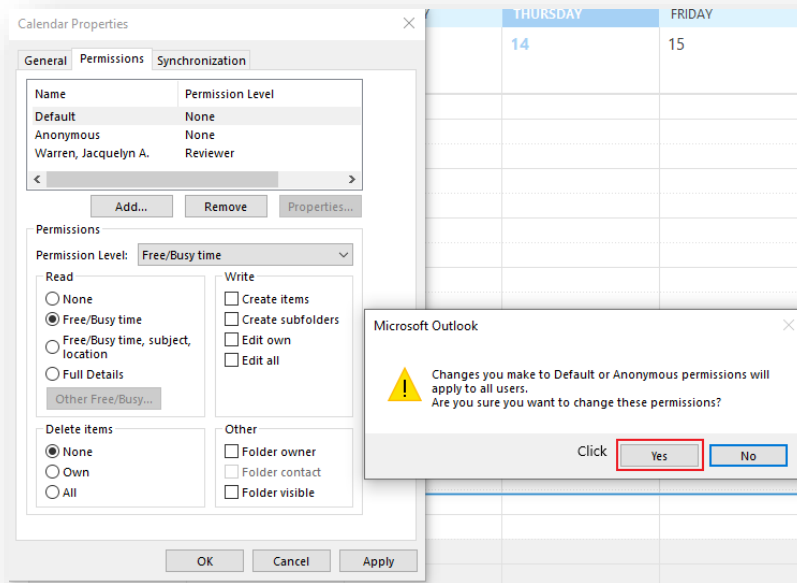 Calendar Properties
THURSDAY
FRIDAY
14
15
General Permissions Synchronization
Name Permission Level
Default None
Anonymous None
Warren, Jacquelyn A. Reviewer
Add... Remove Properties...
Permissions
Permission Level: Free/Busy time
Read
None
Free/Busy time
Free/Busy time, subject,
location
Full Details
Other Free/Busy...
Write
Create items
Create subfolders
Edit own
Edit all
Delete items
None
Own
All
Other
Folder owner
Folder contact
Folder visible
OK Cancel Apply
Microsoft Outlook
Changes you make to Default or Anonymous permissions will
apply to all users.
Are you sure you want to change these permissions?
Click Yes No